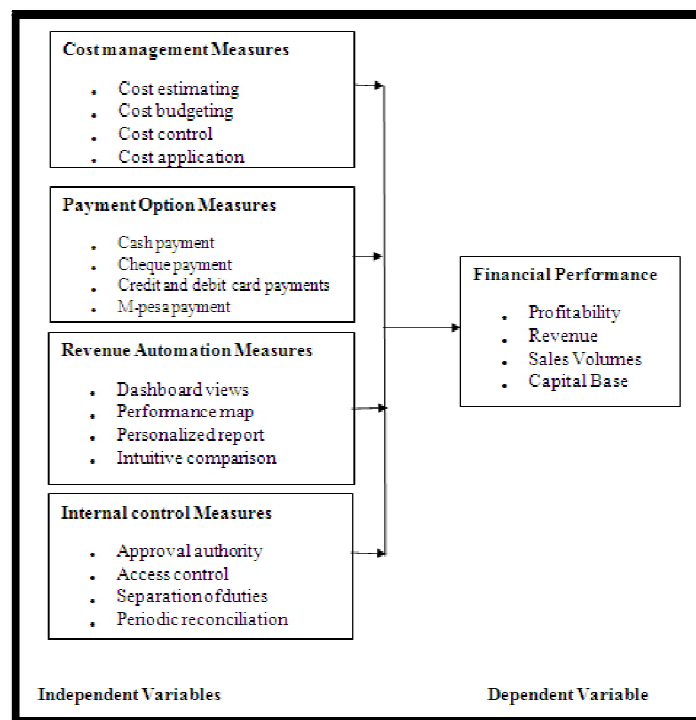 Cost management Measures
• Cost estimating
• Cost budgeting
• Cost control
• Cost application
Payment Option Measures
• Cash payment
• Cheque payment
• Credit and debit card payments
• M-pesa payment
Revenue Automation Measures
• Dashboard views
• Performance map
• Personalized report
• Intuitive comparison
Internal control Measures
• Approval authority
• Access control
• Separation of duties
• Periodic reconciliation
Financial Performance
• Profitability
• Revenue
• Sales Volumes
• Capital Base
Independent Variables
Dependent Variable